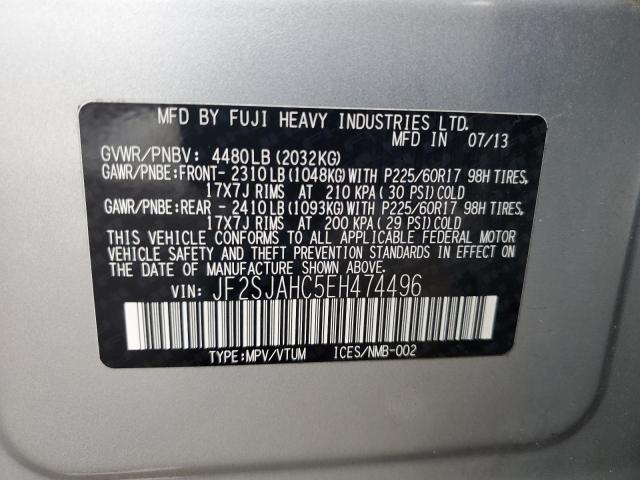 MFD BY FUJI HEAVY INDUSTRIES LTD.
MFD IN 07/13
GVWR/PNBV: 4480LB(2032KG)
GAWR/PNBE:FRONT- 2310LB(1048KG)WITH P225/60R17 98H TIRES,
17X7J RIMS AT 210 KPA(30 PSI)COLD
GAWR/PNBE:REAR - 2410LB(1093KG)WITH P225/60R17 98H TIRES,
17X7J RIMS AT 200 KPA(29 PSI)COLD
THIS VEHICLE CONFORMS TO ALL APPLICABLE FEDERAL MOTOR
VEHICLE SAFETY AND THEFT PREVENTION STANDARDS IN EFFECT ON
THE DATE OF MANUFACTURE SHOWN ABOVE.
VIN: JF2SJAHC5EH474496
TYPE:MPV/VTUM ICES/NMB-002